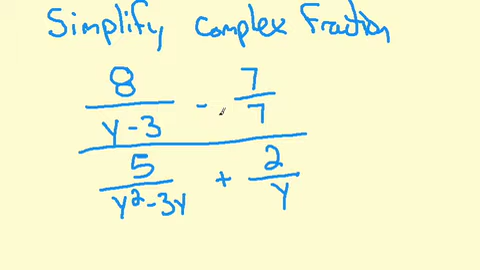 Simplify Complex Fraction
8/(y-3) - 7/7
5/(y²-3y) + 2/y